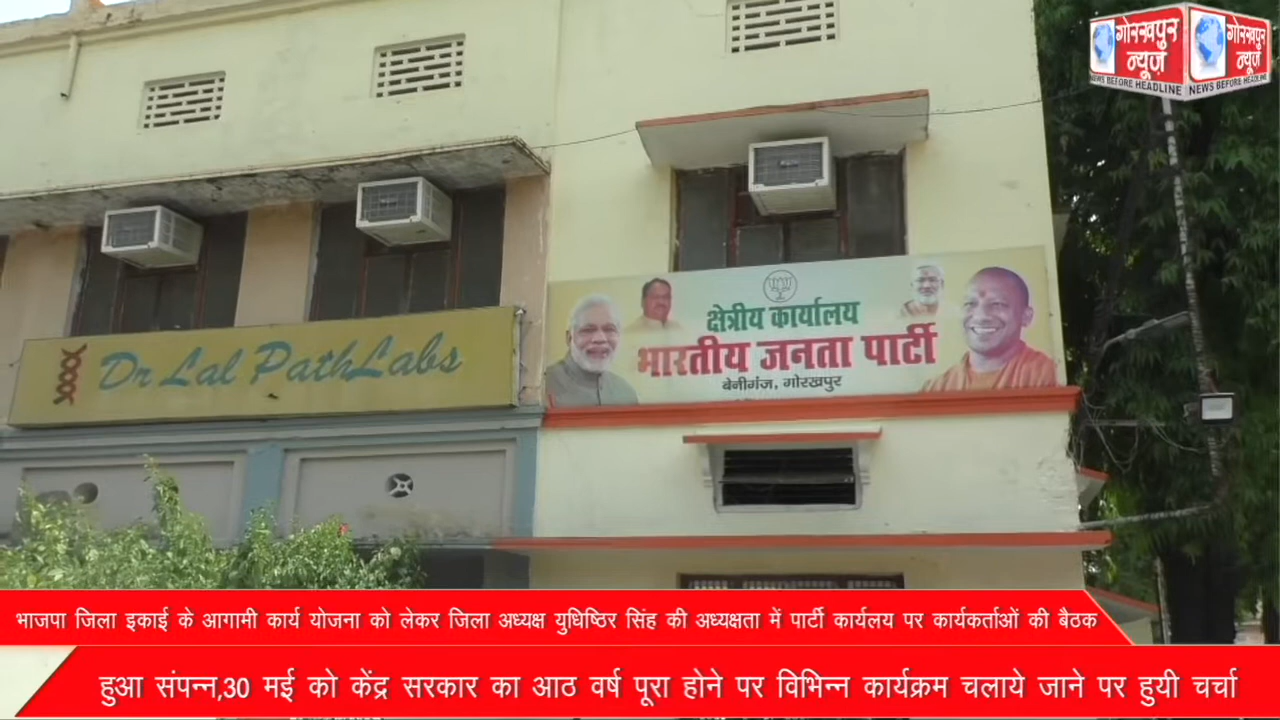 गोरखपुर
न्यूज़
NEWS BEFORE HEADLINE
गोरखपुर
न्यूज़
NEWS BEFORE HEADLINE
Dr Lal PathLabs
क्षेत्रीय कार्यालय
भारतीय जनता पार्टी
बेनीगंज, गोरखपुर
भाजपा जिला इकाई के आगामी कार्य योजना को लेकर जिला अध्यक्ष युधिष्ठिर सिंह की अध्यक्षता में पार्टी कार्यलय पर कार्यकर्ताओं की बैठक
हुआ संपन्न,30 मई को केंद्र सरकार का आठ वर्ष पूरा होने पर विभिन्न कार्यक्रम चलाये जाने पर हुयी चर्चा